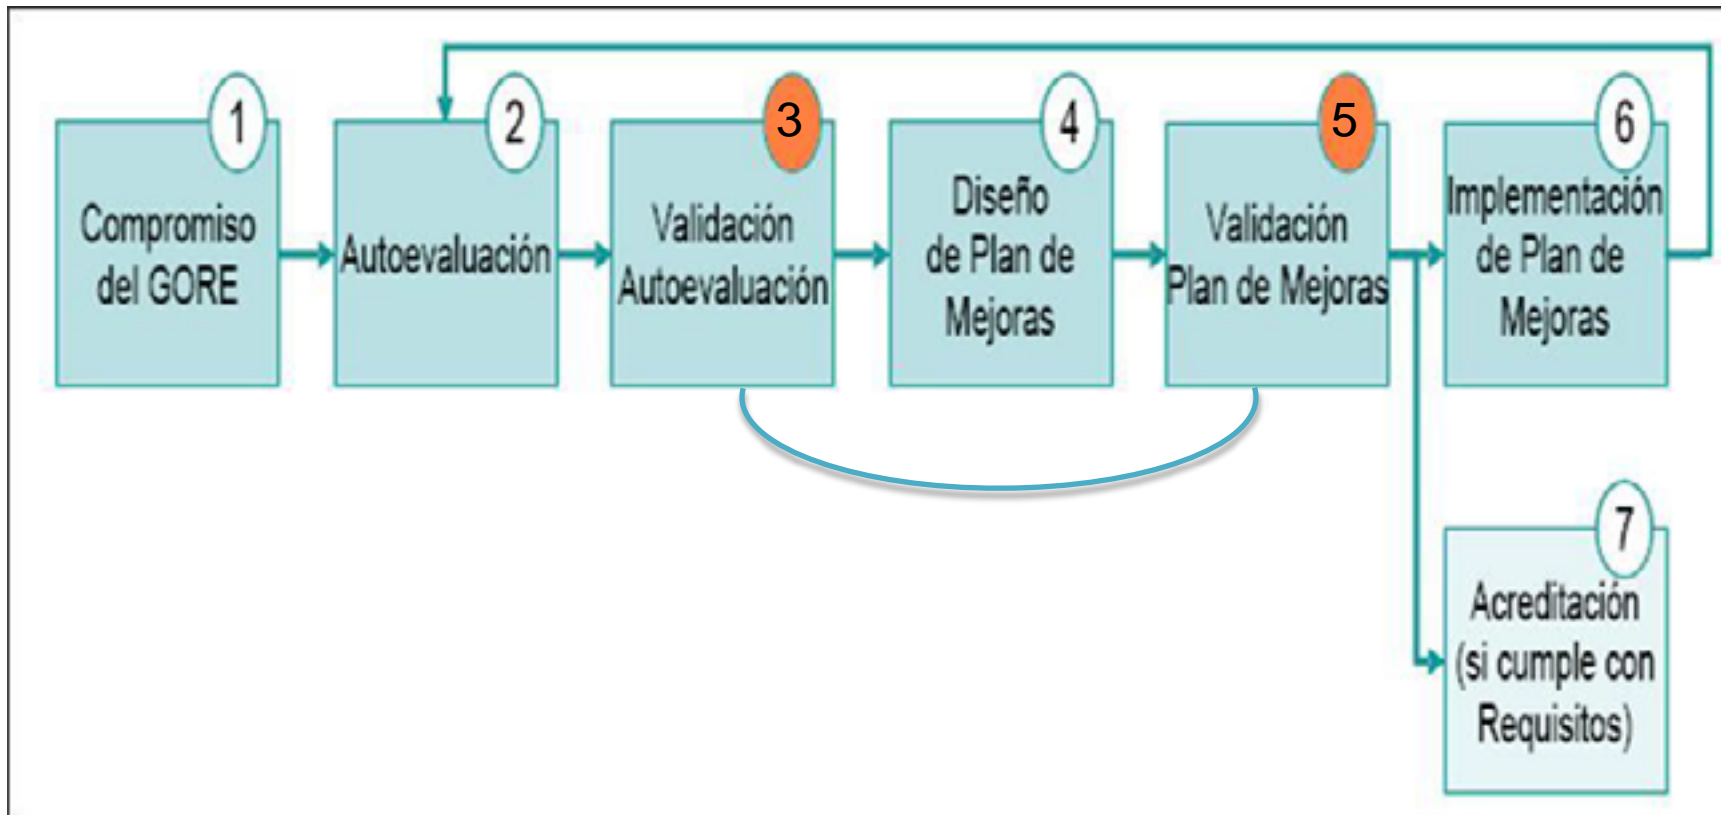 1
Compromiso
del GORE
2
Autoevaluación
3
Validación
Autoevaluación
4
Diseño
de Plan de
Mejoras
5
Validación
Plan de Mejoras
6
Implementación
de Plan de
Mejoras
7
Acreditación
(si cumple con
Requisitos)